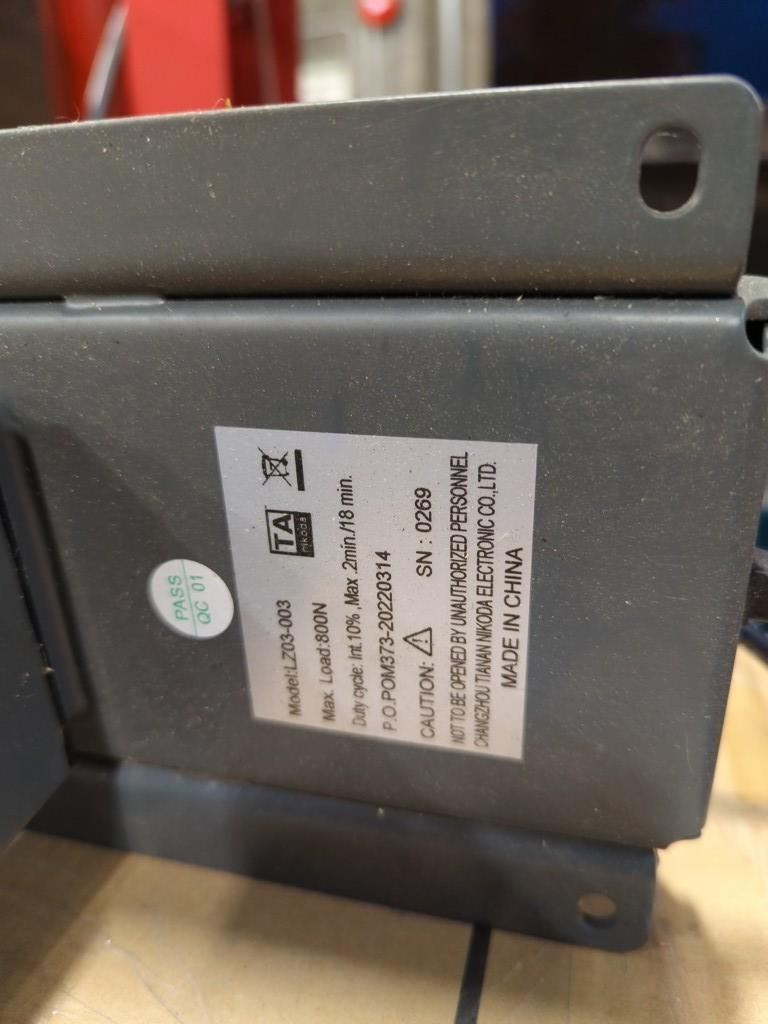 PASS
QC 01
TA
nikoda
Model:LZ03-003
Max. Load:800N
Duty cycle: Int.10% ,Max .2min./18 min.
P.O.POM373-20220314
CAUTION: SN : 0269
NOT TO BE OPENED BY UNAUTHORIZED PERSONNEL
CHANGZHOU TIANAN NIKODA ELECTRONIC CO.,LTD.
MADE IN CHINA